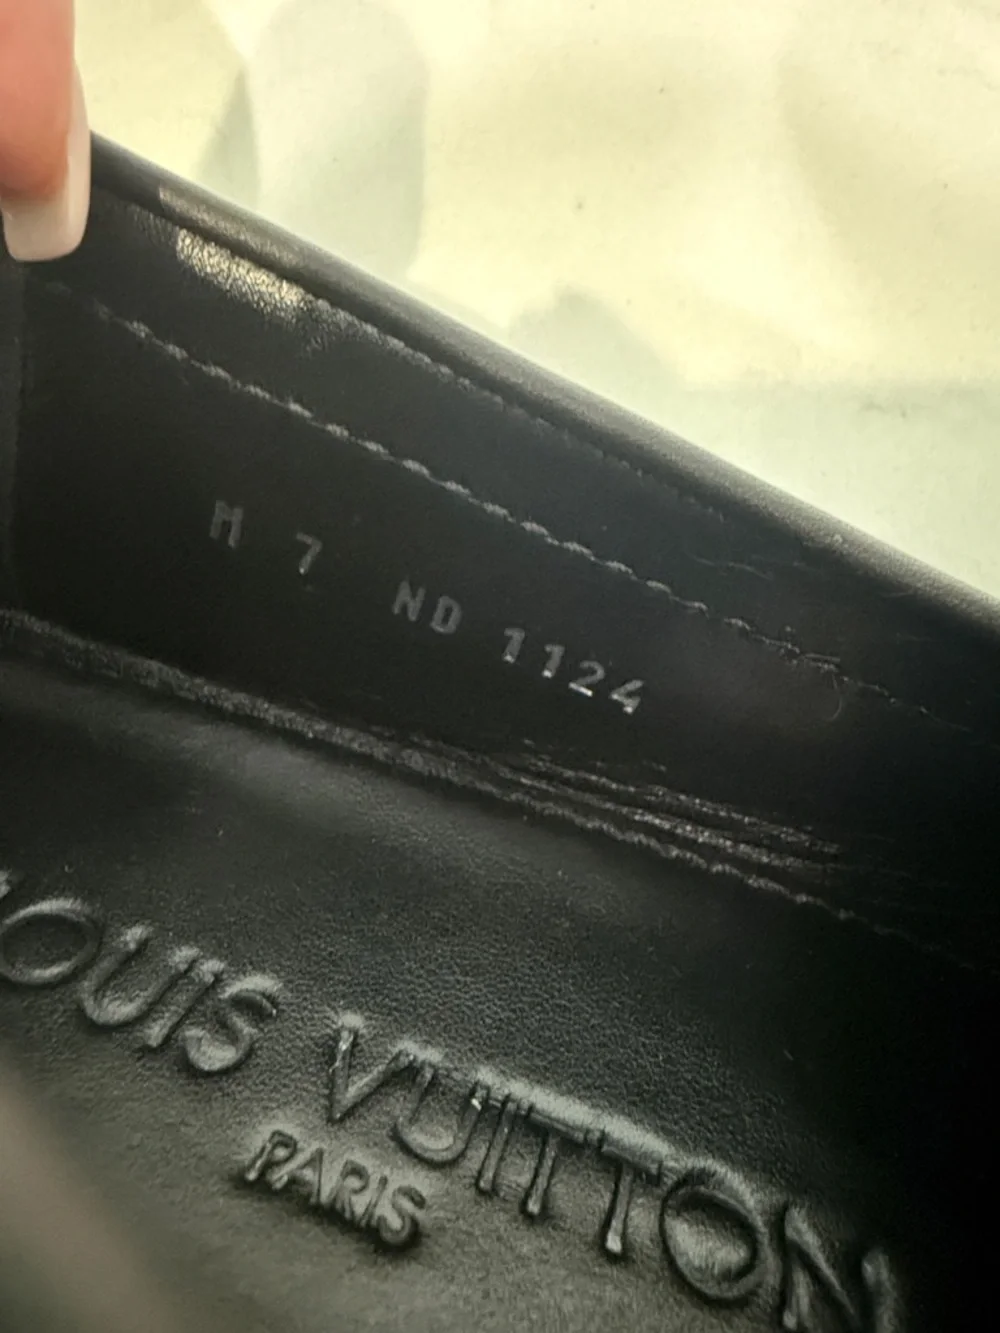 M 7 ND 1124
LOUIS VUITTON
PARIS